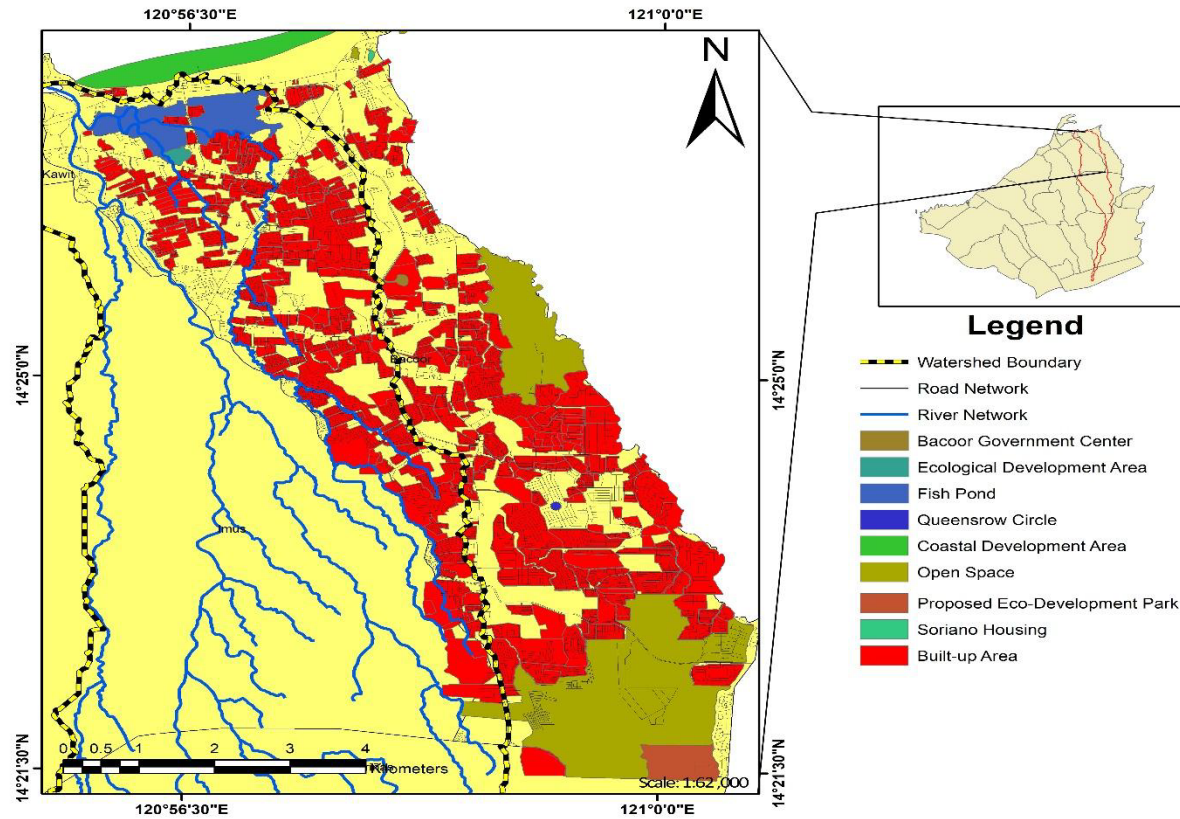 120°56'30"E
121°0'0"E
N
Kawit
Bacoor
Imus
14°25'0"N
14°25'0"N
14°21'30"N
14°21'30"N
0 0.5 1 2 3 4
Kilometers
Scale: 1:62,000
120°56'30"E
121°0'0"E
Legend
Watershed Boundary
Road Network
River Network
Bacoor Government Center
Ecological Development Area
Fish Pond
Queensrow Circle
Coastal Development Area
Open Space
Proposed Eco-Development Park
Soriano Housing
Built-up Area